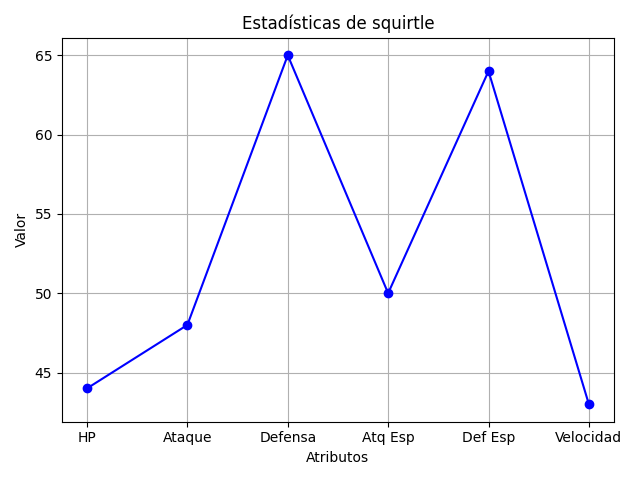 Estadísticas de squirtle
Valor
65
60
55
50
45
HP
Ataque
Defensa
Atq Esp
Def Esp
Velocidad
Atributos